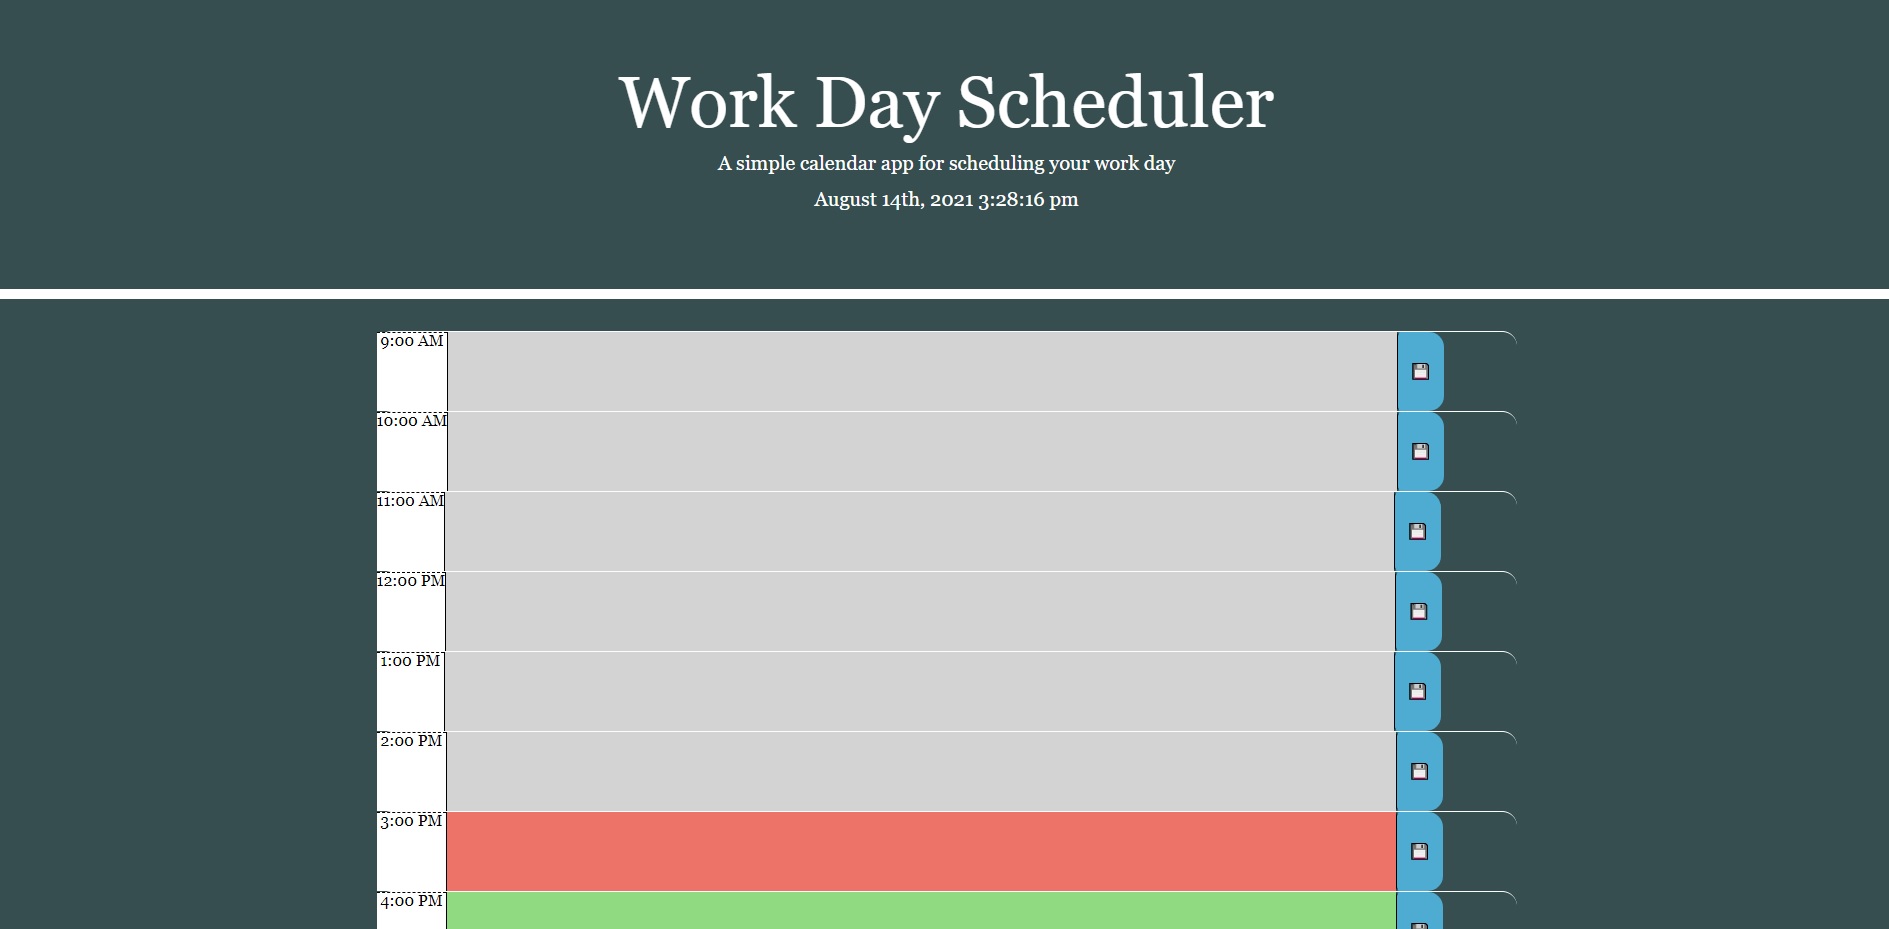 Work Day Scheduler
A simple calendar app for scheduling your work day
August 14th, 2021 3:28:16 pm
9:00 AM
10:00 AM
11:00 AM
12:00 PM
1:00 PM
2:00 PM
3:00 PM
4:00 PM